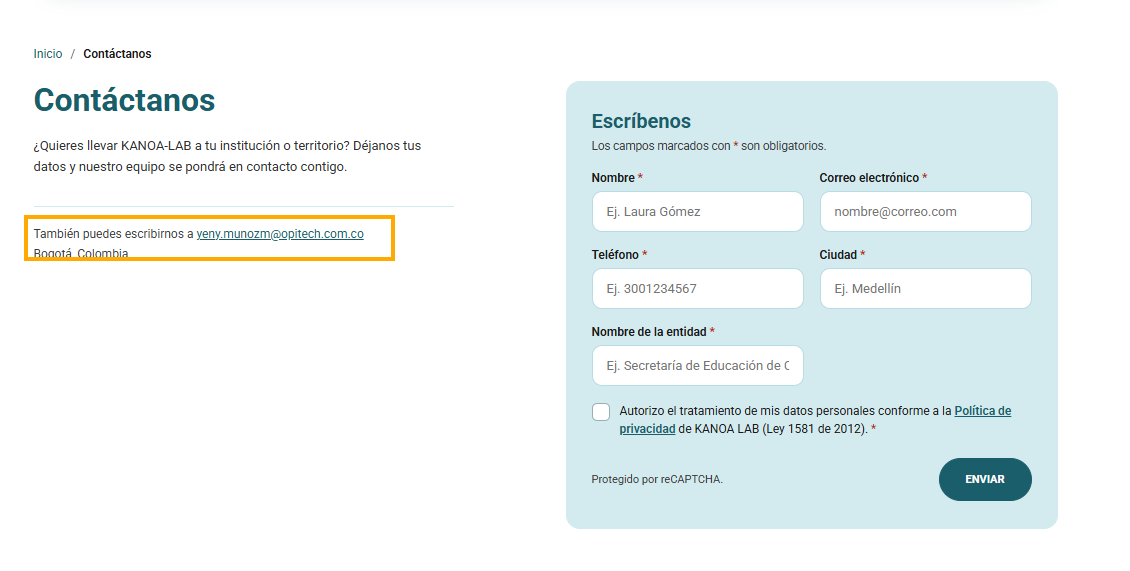 Inicio / Contáctanos
Contáctanos
¿Quieres llevar KANOA-LAB a tu institución o territorio? Déjanos tus
datos y nuestro equipo se pondrá en contacto contigo.
También puedes escribirnos a yeny.munozm@opitech.com.co
Bogotá, Colombia
Escríbenos
Los campos marcados con * son obligatorios.
Nombre *
Ej. Laura Gómez
Correo electrónico *
nombre@correo.com
Teléfono *
Ej. 3001234567
Ciudad *
Ej. Medellín
Nombre de la entidad *
Ej. Secretaría de Educación de
Autorizo el tratamiento de mis datos personales conforme a la Política de
privacidad de KANOA LAB (Ley 1581 de 2012). *
Protegido por reCAPTCHA.
ENVIAR